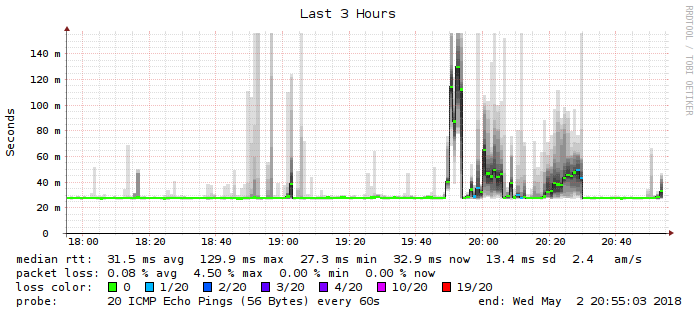 Last 3 Hours
RRDTOOL / TOBI OETIKER
Seconds
140 m
120 m
100 m
80 m
60 m
40 m
20 m
0
18:00 18:20 18:40 19:00 19:20 19:40 20:00 20:20 20:40
median rtt: 31.5 ms avg 129.9 ms max 27.3 ms min 32.9 ms now 13.4 ms sd 2.4 am/s
packet loss: 0.08 % avg 4.50 % max 0.00 % min 0.00 % now
loss color: 0 1/20 2/20 3/20 4/20 10/20 19/20
probe: 20 ICMP Echo Pings (56 Bytes) every 60s end: Wed May 2 20:55:03 2018